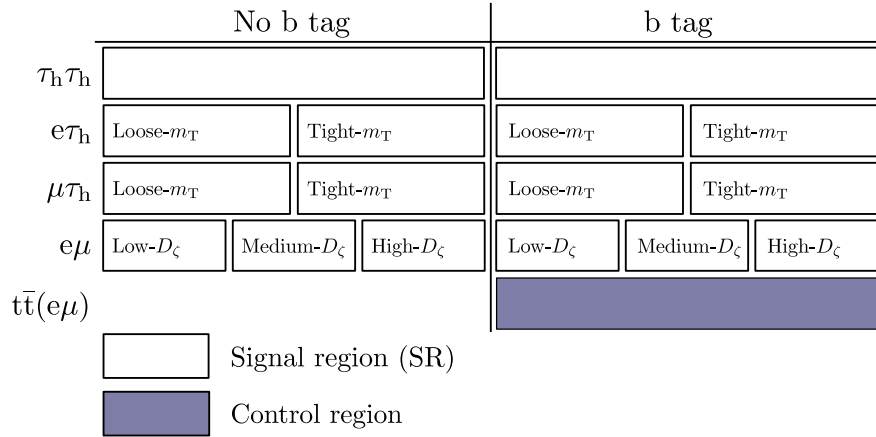 No b tag b tag
τhτh
eτh Loose-mT Tight-mT Loose-mT Tight-mT
μτh Loose-mT Tight-mT Loose-mT Tight-mT
eμ Low-Dζ Medium-Dζ High-Dζ Low-Dζ Medium-Dζ High-Dζ
tt̄(eμ)
Signal region (SR)
Control region